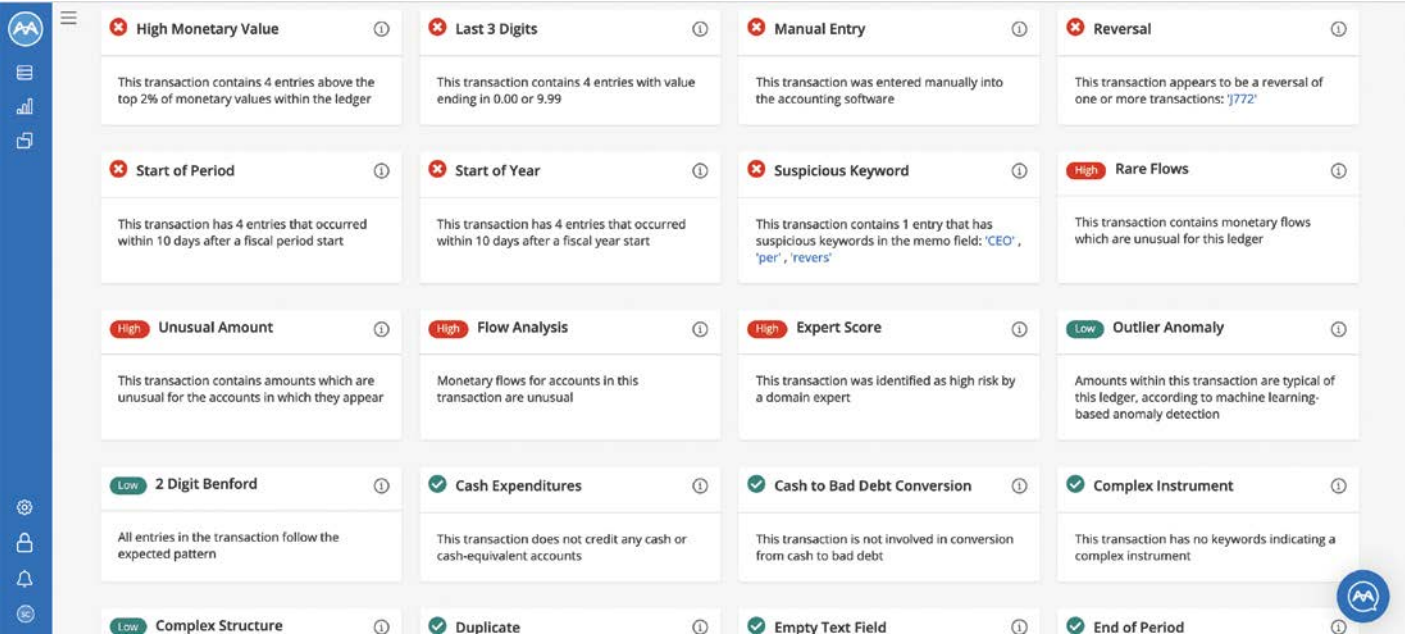 High Monetary Value
This transaction contains 4 entries above the
top 2% of monetary values within the ledger
Last 3 Digits
This transaction contains 4 entries with value
ending in 0.00 or 9.99
Manual Entry
This transaction was entered manually into
the accounting software
Reversal
This transaction appears to be a reversal of
one or more transactions: 'J772'
Start of Period
This transaction has 4 entries that occurred
within 10 days after a fiscal period start
Start of Year
This transaction has 4 entries that occurred
within 10 days after a fiscal year start
Suspicious Keyword
This transaction contains 1 entry that has
suspicious keywords in the memo field: 'CEO' ,
'per' , 'revers'
High Rare Flows
This transaction contains monetary flows
which are unusual for this ledger
High Unusual Amount
This transaction contains amounts which are
unusual for the accounts in which they appear
High Flow Analysis
Monetary flows for accounts in this
transaction are unusual
High Expert Score
This transaction was identified as high risk by
a domain expert
Low Outlier Anomaly
Amounts within this transaction are typical of
this ledger, according to machine learning-
based anomaly detection
Low 2 Digit Benford
All entries in the transaction follow the
expected pattern
Cash Expenditures
This transaction does not credit any cash or
cash-equivalent accounts
Cash to Bad Debt Conversion
This transaction is not involved in conversion
from cash to bad debt
Complex Instrument
This transaction has no keywords indicating a
complex instrument
Low Complex Structure
Duplicate
Empty Text Field
End of Period
SC